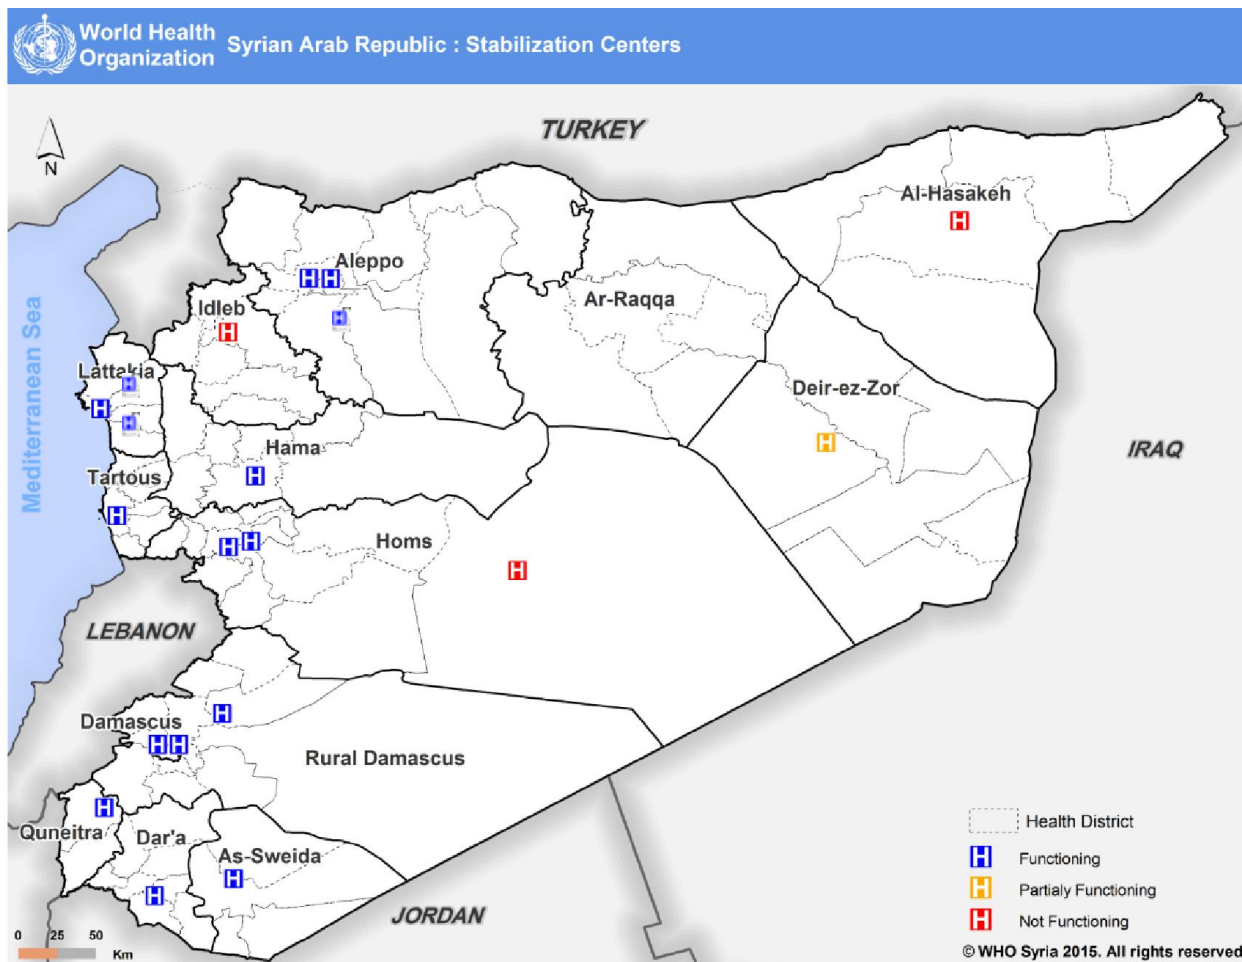 World Health
Organization
Syrian Arab Republic : Stabilization Centers
TURKEY
N
Al-Hasakeh
H
Aleppo
H H
Ar-Raqqa
Idleb
H
H
Mediterranean Sea
Lattakia
H
H
H
Deir-ez-Zor
H
IRAQ
Hama
H
Tartous
H
Homs
H H
H
LEBANON
H
Damascus
H H
Rural Damascus
H
Quneitra
Dar'a
As-Sweida
H
H
JORDAN
Health District
H Functioning
H Partialy Functioning
H Not Functioning
0 25 50
Km
© WHO Syria 2015. All rights reserved